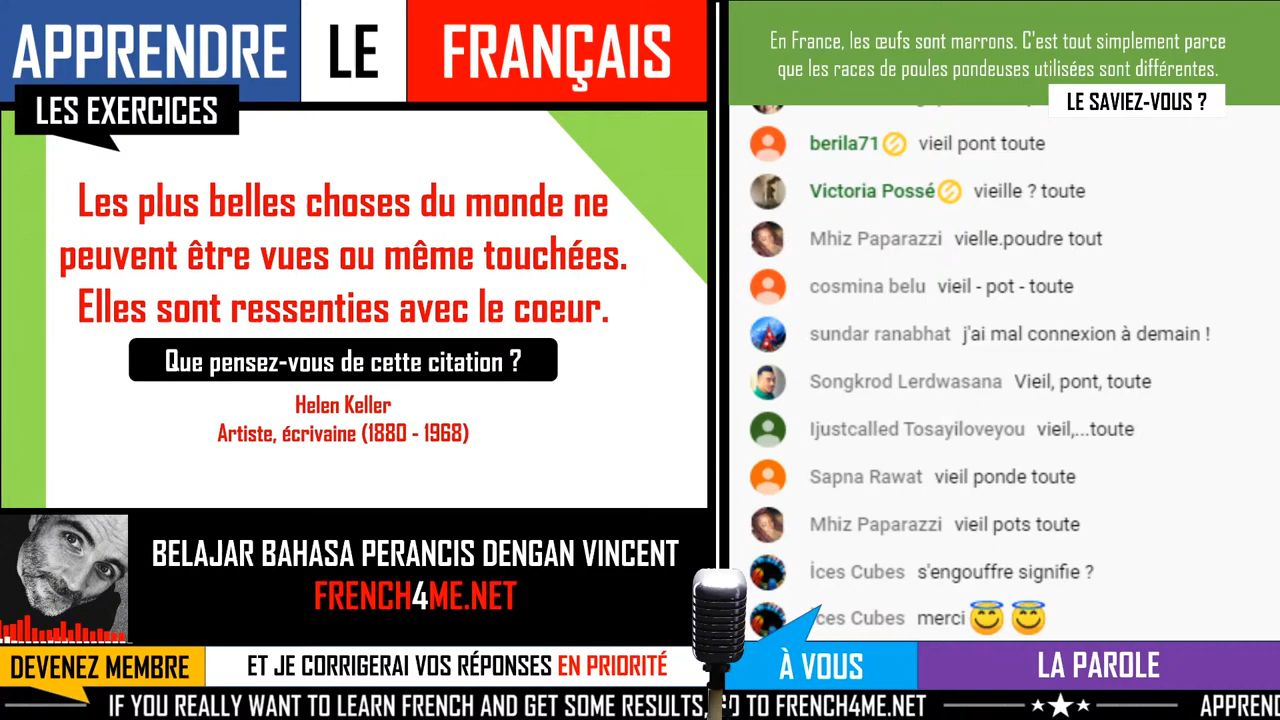 APPRENDRE LE FRANÇAIS
LES EXERCICES
Les plus belles choses du monde ne
peuvent être vues ou même touchées.
Elles sont ressenties avec le coeur.
Que pensez-vous de cette citation ?
Helen Keller
Artiste, écrivaine (1880 - 1968)
BELAJAR BAHASA PERANCIS DENGAN VINCENT
FRENCH4ME.NET
DEVENEZ MEMBRE
ET JE CORRIGERAI VOS RÉPONSES EN PRIORITÉ
En France, les œufs sont marrons. C'est tout simplement parce
que les races de poules pondeuses utilisées sont différentes.
LE SAVIEZ-VOUS ?
berila71 vieil pont toute
Victoria Possé vieille ? toute
Mhiz Paparazzi vielle.poudre tout
cosmina belu vieil - pot - toute
sundar ranabhat j'ai mal connexion à demain !
Songkrod Lerdwasana Vieil, pont, toute
Ijustcalled Tosayiloveyou vieil,...toute
Sapna Rawat vieil ponde toute
Mhiz Paparazzi vieil pots toute
İces Cubes s'engouffre signifie ?
ces Cubes merci 😇 😇
À VOUS LA PAROLE
IF YOU REALLY WANT TO LEARN FRENCH AND GET SOME RESULTS, TO FRENCH4ME.NET